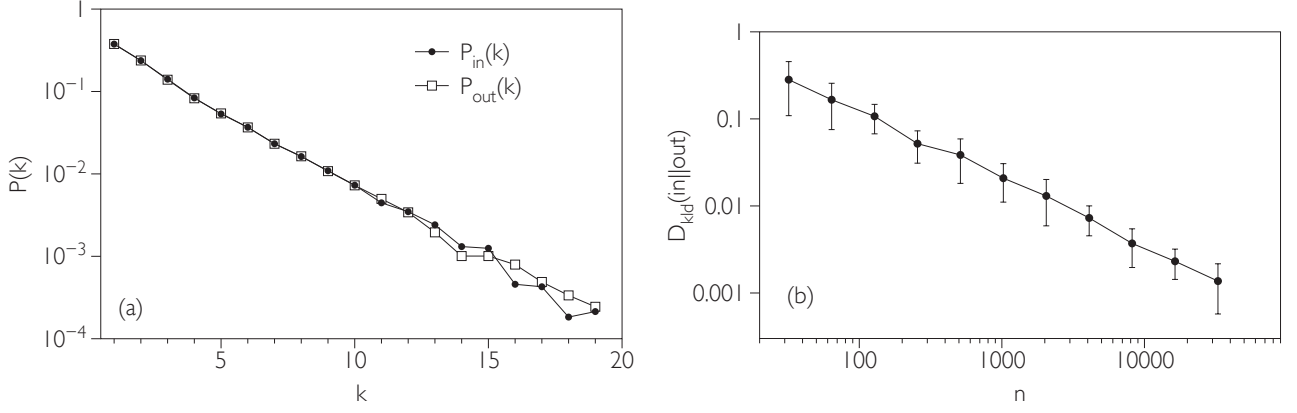 1
10⁻¹
10⁻²
10⁻³
10⁻⁴
P(k)
P_in(k)
P_out(k)
(a)
5 10 15 20
k
1
0.1
0.01
0.001
D_kld(in||out)
(b)
100 1000 10000
n